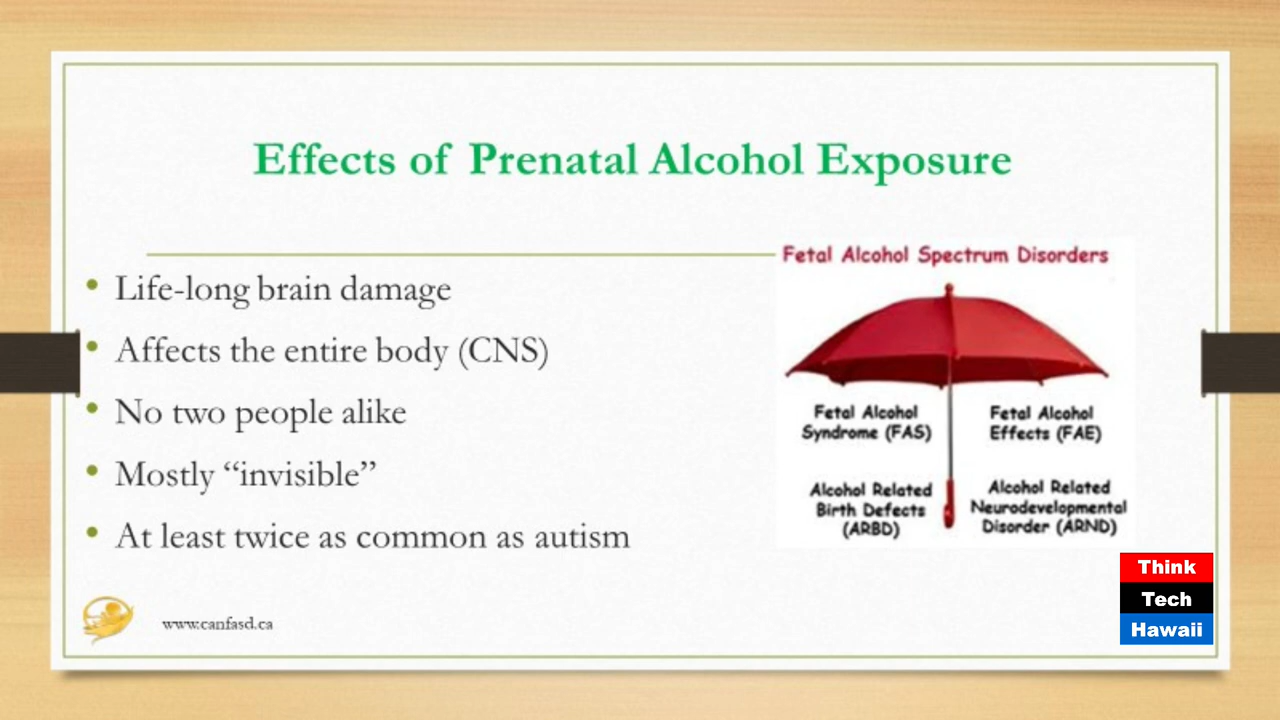 Effects of Prenatal Alcohol Exposure
• Life-long brain damage
• Affects the entire body (CNS)
• No two people alike
• Mostly “invisible”
• At least twice as common as autism
Fetal Alcohol Spectrum Disorders
Fetal Alcohol
Syndrome (FAS)
Fetal Alcohol
Effects (FAE)
Alcohol Related
Birth Defects
(ARBD)
Alcohol Related
Neurodevelopmental
Disorder (ARND)
www.canfasd.ca
Think
Tech
Hawaii